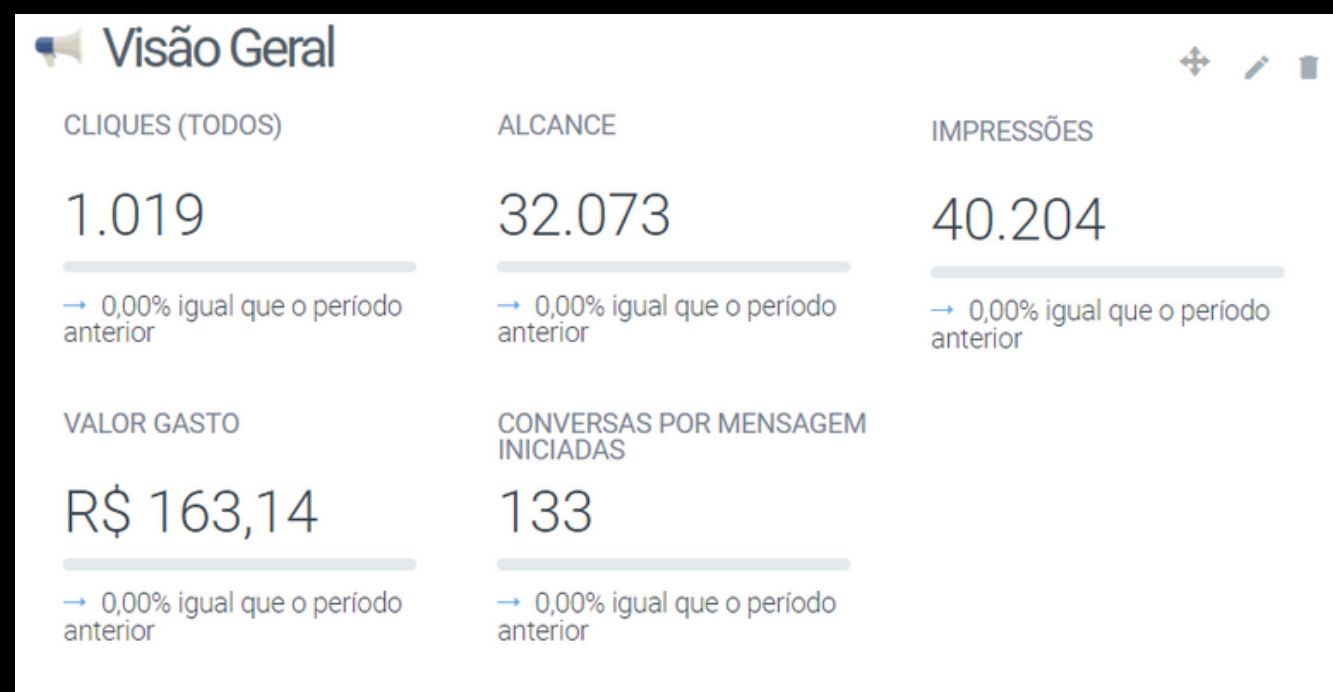 Visão Geral
CLIQUES (TODOS)
1.019
→ 0,00% igual que o período
anterior
ALCANCE
32.073
→ 0,00% igual que o período
anterior
IMPRESSÕES
40.204
→ 0,00% igual que o período
anterior
VALOR GASTO
R$ 163,14
→ 0,00% igual que o período
anterior
CONVERSAS POR MENSAGEM
INICIADAS
133
→ 0,00% igual que o período
anterior